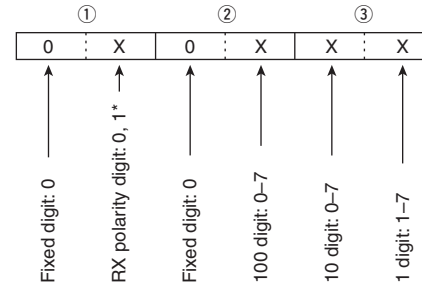 ① ② ③
0 X 0 X X X
Fixed digit: 0
RX polarity digit: 0, 1*
Fixed digit: 0
100 digit: 0–7
10 digit: 0–7
1 digit: 1–7